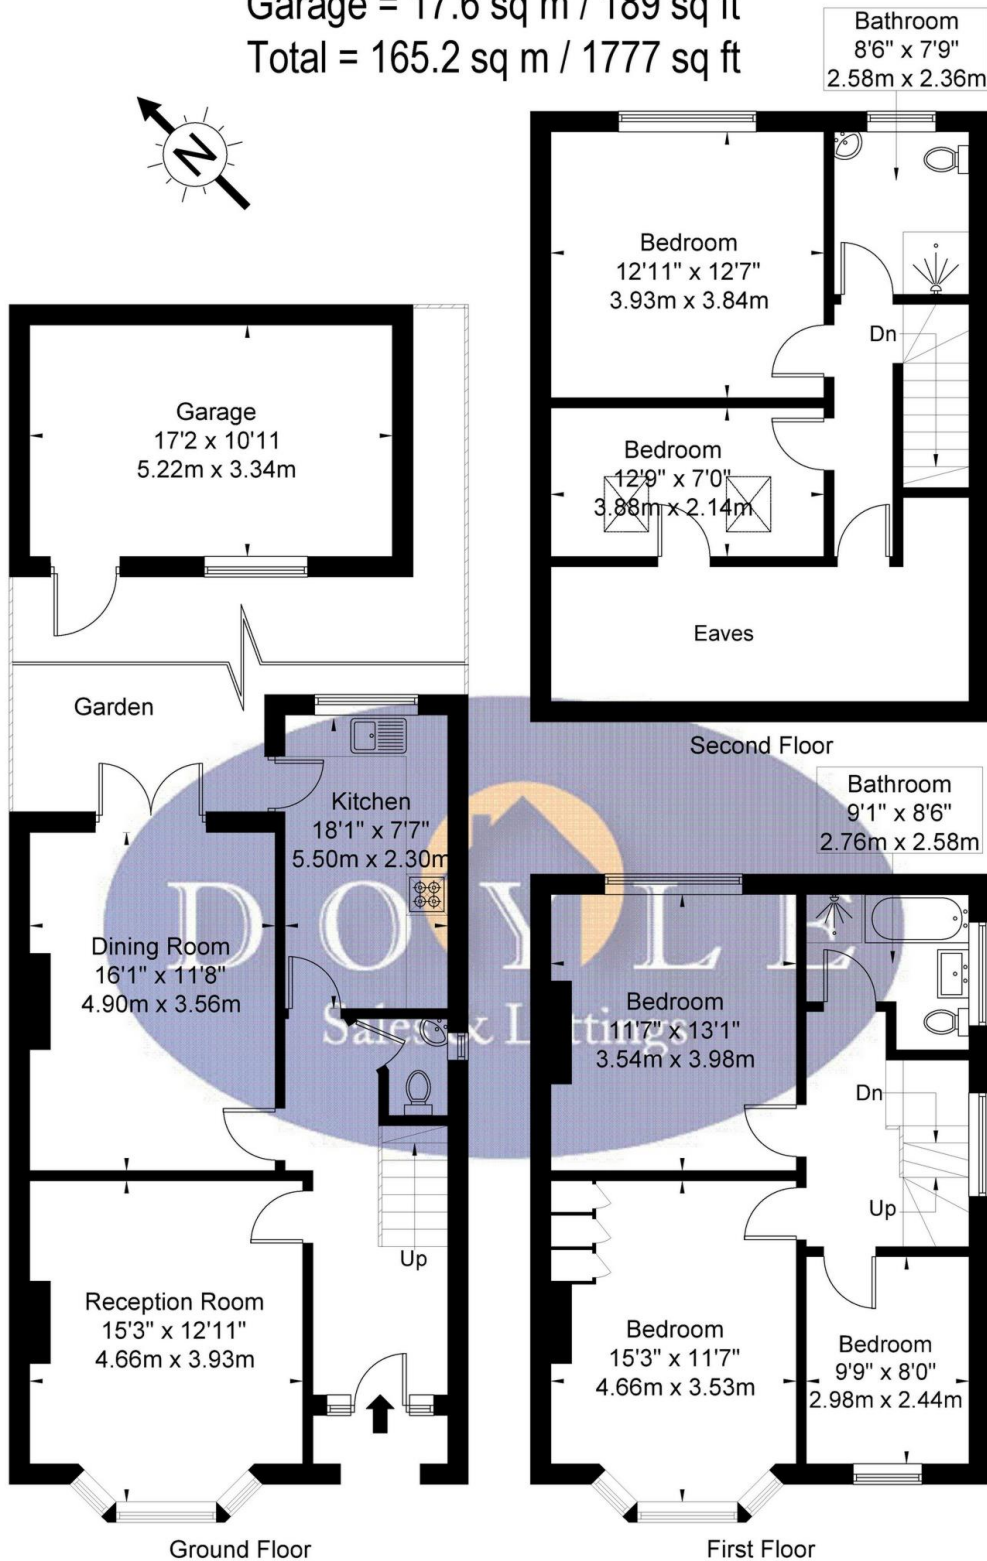 Garage = 17.6 sq m / 189 sq ft
Total = 165.2 sq m / 1777 sq ft
N
Bathroom
8'6" x 7'9"
2.58m x 2.36m
Bedroom
12'11" x 12'7"
3.93m x 3.84m
Dn
Bedroom
12'9" x 7'0"
3.88m x 2.14m
Eaves
Second Floor
Garage
17'2 x 10'11
5.22m x 3.34m
Garden
Kitchen
18'1" x 7'7"
5.50m x 2.30m
Dining Room
16'1" x 11'8"
4.90m x 3.56m
Up
Reception Room
15'3" x 12'11"
4.66m x 3.93m
Ground Floor
Bathroom
9'1" x 8'6"
2.76m x 2.58m
Bedroom
11'7" x 13'1"
3.54m x 3.98m
Dn
Up
Bedroom
15'3" x 11'7"
4.66m x 3.53m
Bedroom
9'9" x 8'0"
2.98m x 2.44m
First Floor
DOYLE
Sales & Lettings